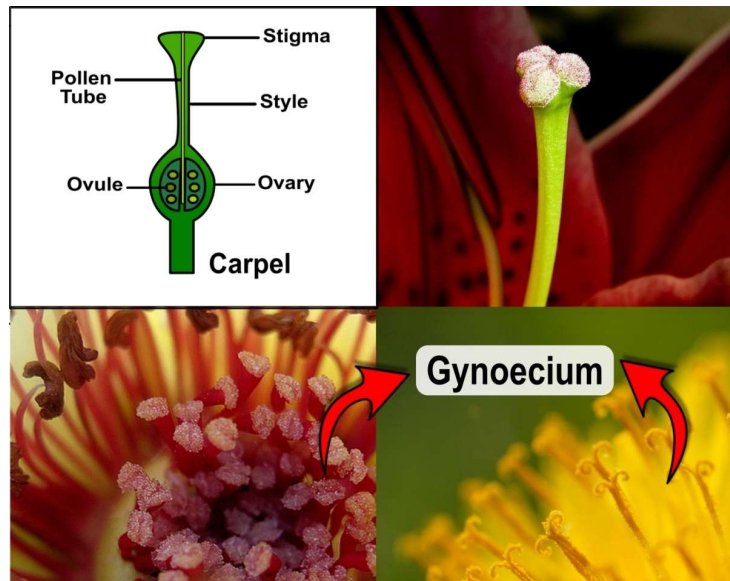 Stigma
Pollen
Tube
Style
Ovule
Ovary
Carpel
Gynoecium